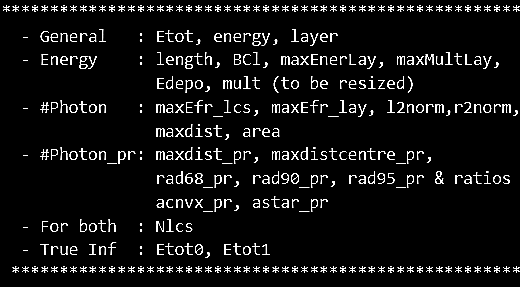 ******************************************************
- General : Etot, energy, layer
- Energy : length, BCl, maxEnerLay, maxMultLay,
Edepo, mult (to be resized)
- #Photon : maxEfr_lcs, maxEfr_lay, l2norm,r2norm,
maxdist, area
- #Photon_pr: maxdist_pr, maxdistcentre_pr,
rad68_pr, rad90_pr, rad95_pr & ratios
acnvx_pr, astar_pr
- For both : Nlcs
- True Inf : Etot0, Etot1
*****************************************************